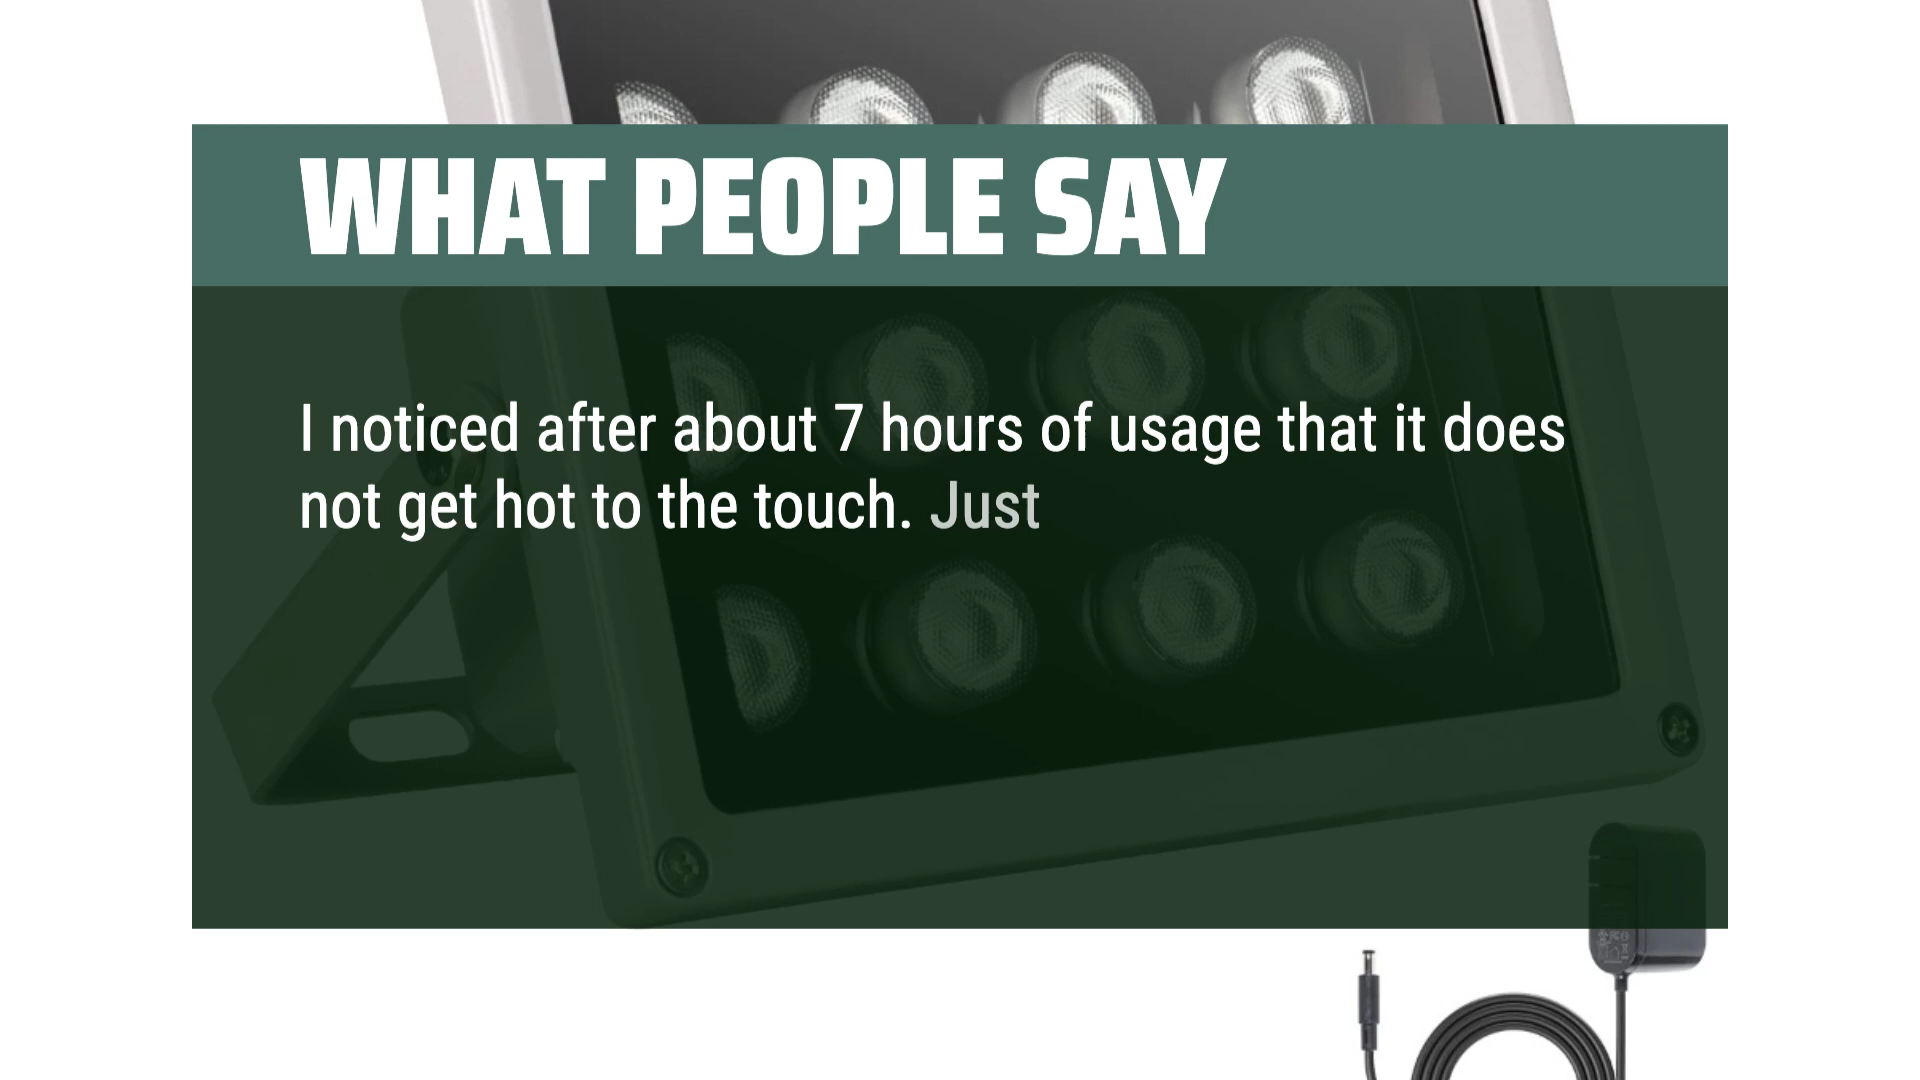 WHAT PEOPLE SAY
I noticed after about 7 hours of usage that it does
not get hot to the touch. Just